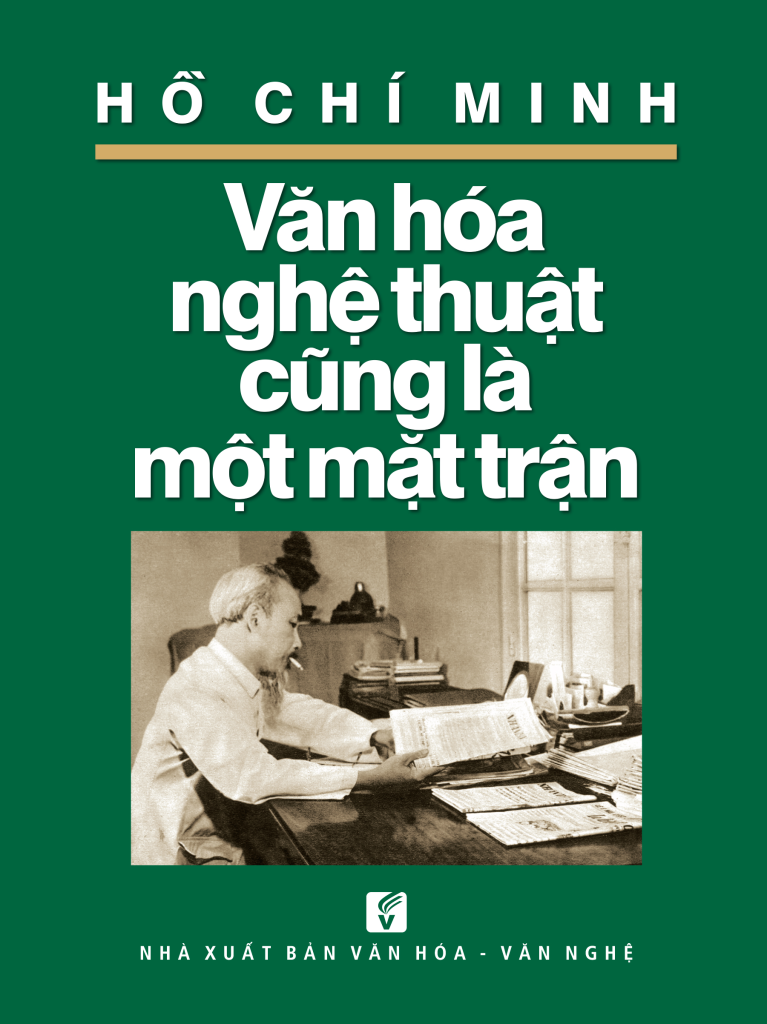 HỒ CHÍ MINH
Văn hóa
nghệ thuật
cũng là
một mặt trận
V
NHÀ XUẤT BẢN VĂN HÓA - VĂN NGHỆ